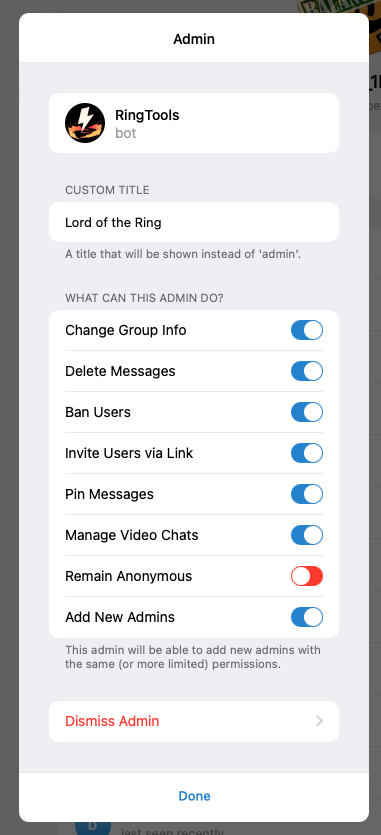 Admin
RingTools
bot
CUSTOM TITLE
Lord of the Ring
A title that will be shown instead of 'admin'.
WHAT CAN THIS ADMIN DO?
Change Group Info
Delete Messages
Ban Users
Invite Users via Link
Pin Messages
Manage Video Chats
Remain Anonymous
Add New Admins
This admin will be able to add new admins with
the same (or more limited) permissions.
Dismiss Admin
Done
last seen recently